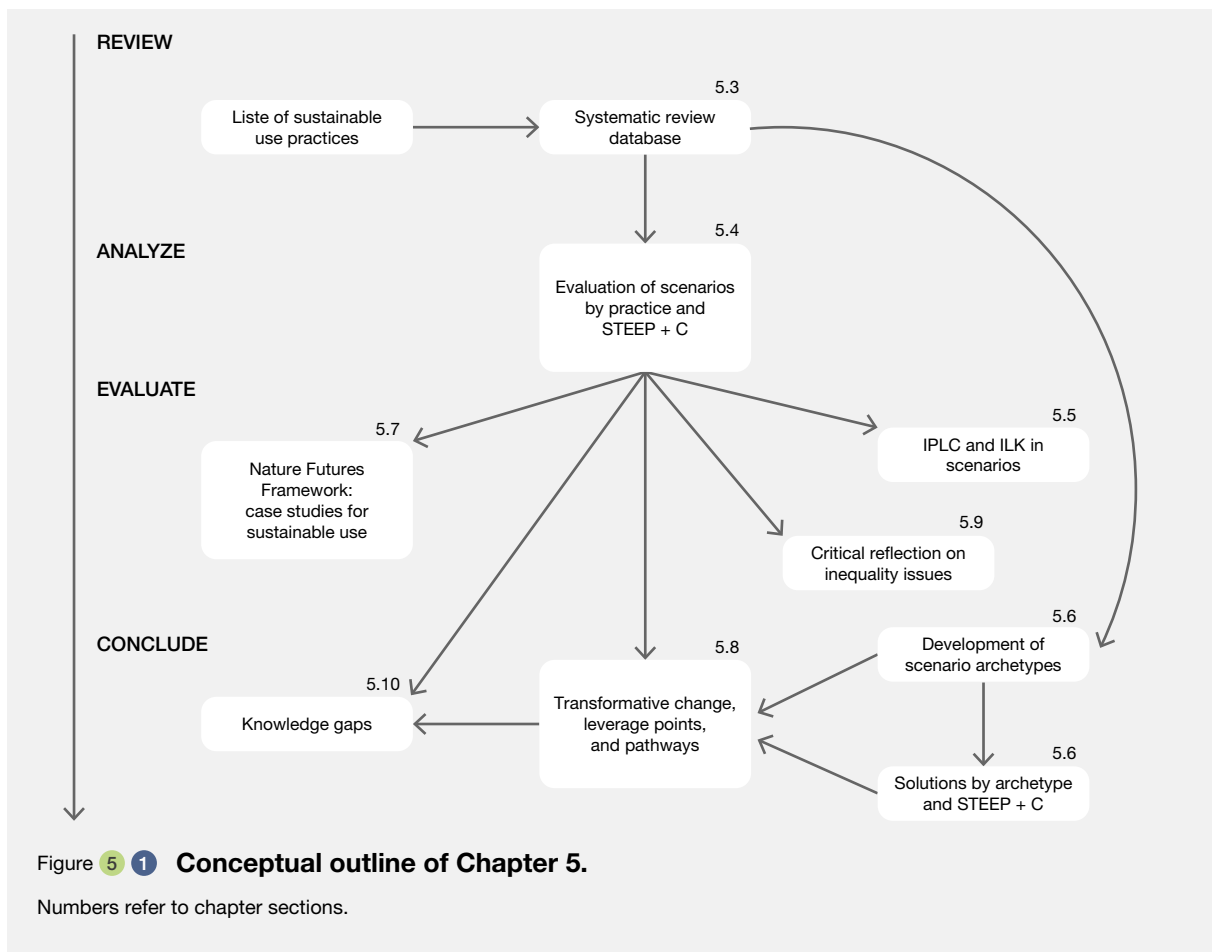 REVIEW
5.3
Liste of sustainable
use practices
Systematic review
database
ANALYZE
5.4
Evaluation of scenarios
by practice and
STEEP + C
EVALUATE
5.7
Nature Futures
Framework:
case studies for
sustainable use
5.5
IPLC and ILK in
scenarios
5.9
Critical reflection on
inequality issues
CONCLUDE
5.6
Development of
scenario archetypes
5.8
Transformative change,
leverage points,
and pathways
5.10
Knowledge gaps
5.6
Solutions by archetype
and STEEP + C
Figure 5 1 Conceptual outline of Chapter 5.
Numbers refer to chapter sections.